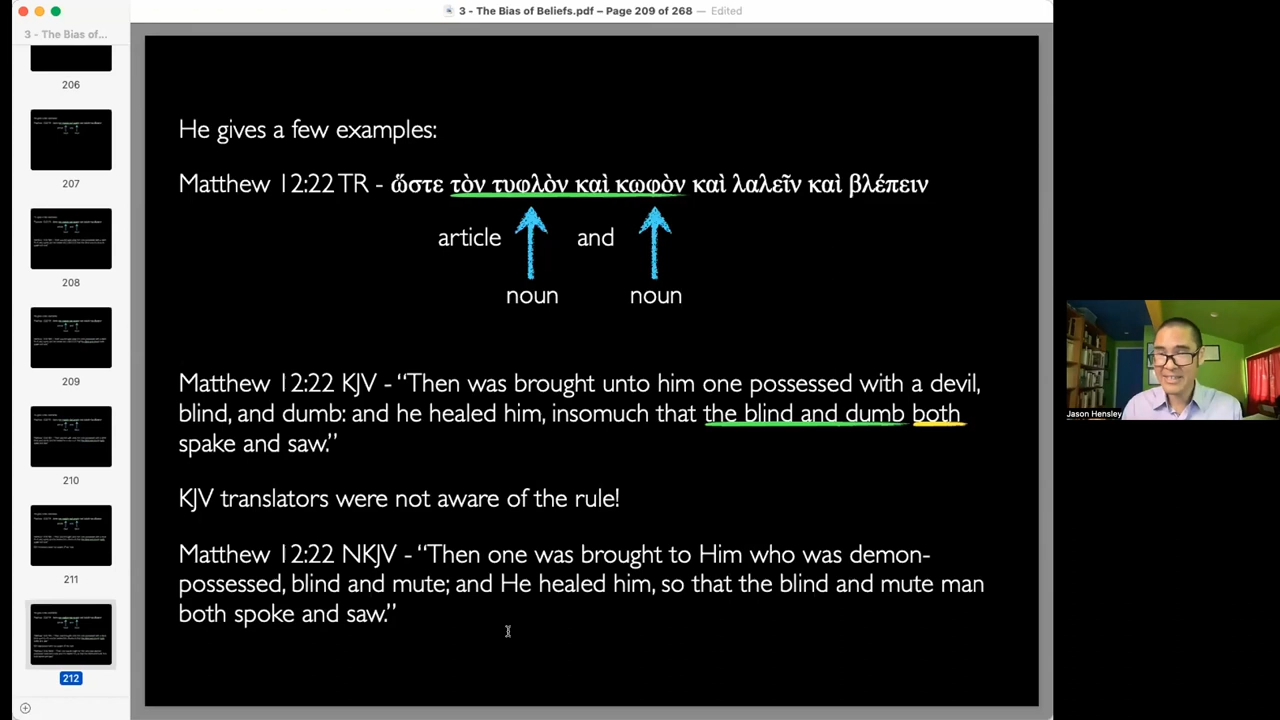 3 - The Bias of Beliefs.pdf – Page 209 of 268 — Edited
3 - The Bias of...
206
207
208
209
210
211
212
He gives a few examples:
Matthew 12:22 TR - ὥστε τὸν τυφλὸν καὶ κωφὸν καὶ λαλεῖν καὶ βλέπειν
article and
noun noun
Matthew 12:22 KJV - “Then was brought unto him one possessed with a devil,
blind, and dumb: and he healed him, insomuch that the blind and dumb both
spake and saw.”
KJV translators were not aware of the rule!
Matthew 12:22 NKJV - “Then one was brought to Him who was demon-
possessed, blind and mute; and He healed him, so that the blind and mute man
both spoke and saw.”
Jason Hensley